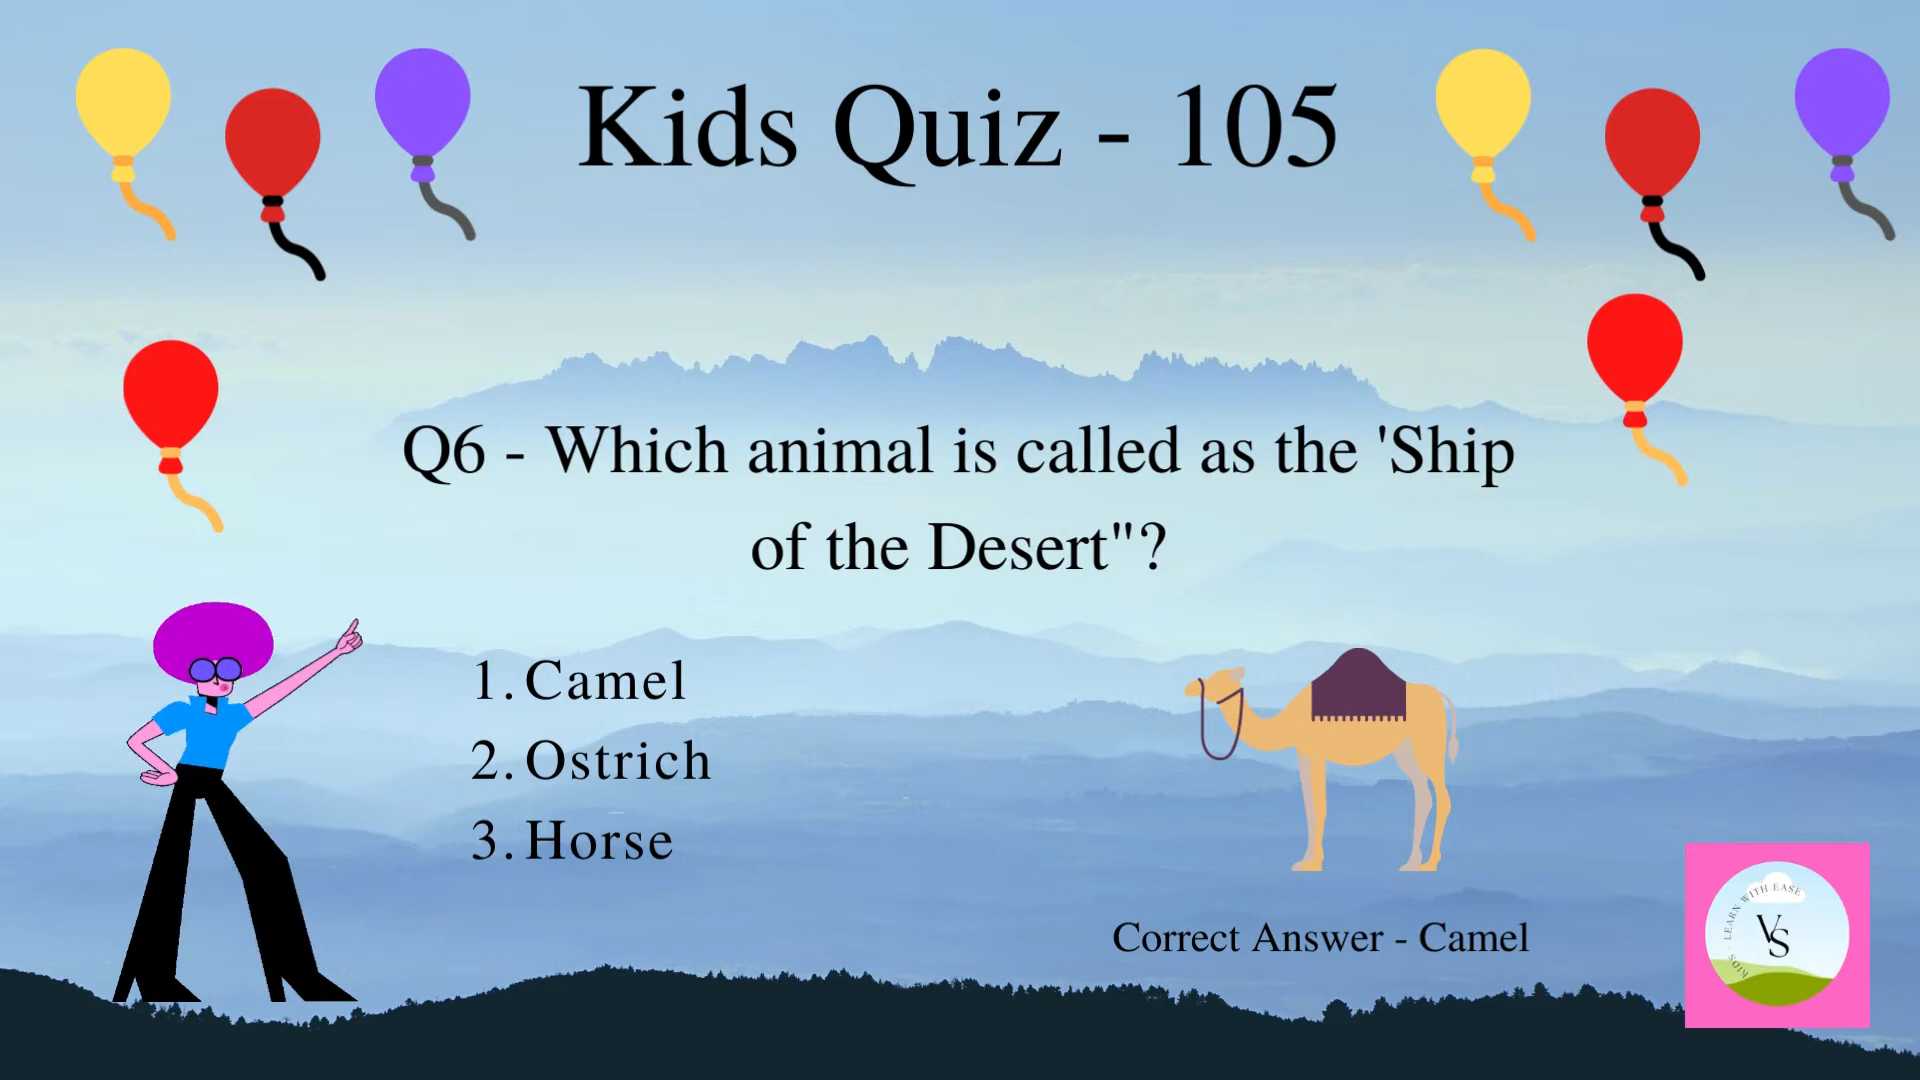 Kids Quiz - 105
Q6 - Which animal is called as the 'Ship
of the Desert"?
1. Camel
2. Ostrich
3. Horse
Correct Answer - Camel
KIDS - LEARN WITH EASE
VS